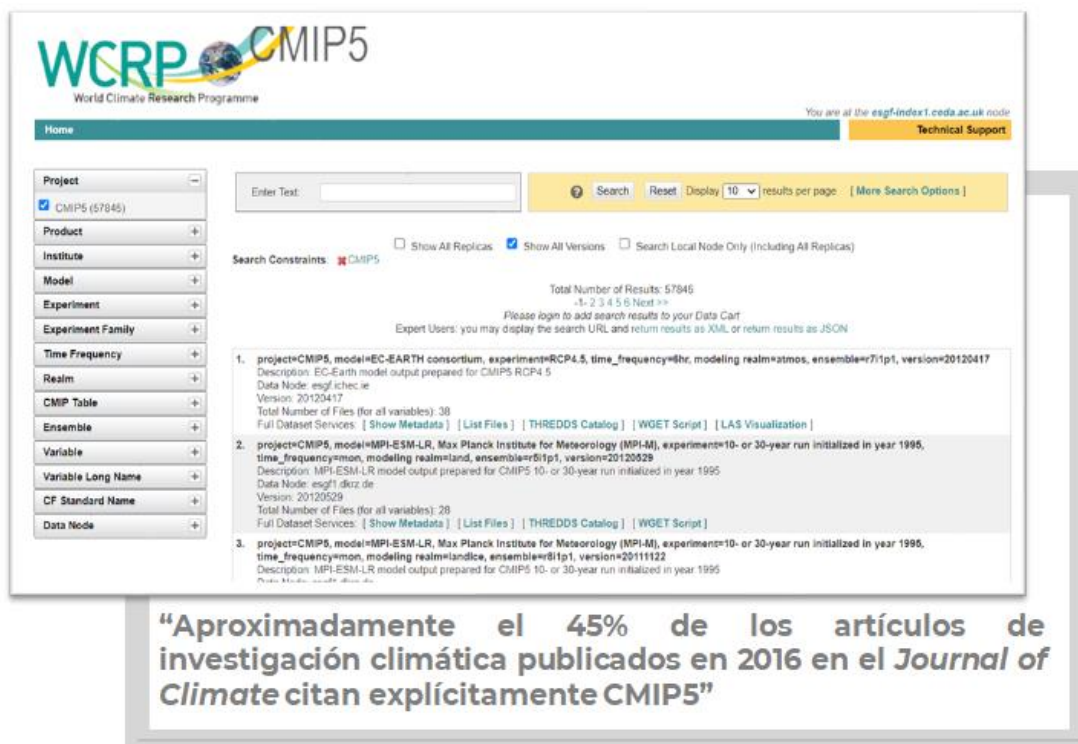 WCRP CMIP5
World Climate Research Programme
You are at the esgf-index1.ceda.ac.uk node
Home
Technical Support
Project
CMIP5 (57845)
Product
Institute
Model
Experiment
Experiment Family
Time Frequency
Realm
CMIP Table
Ensemble
Variable
Variable Long Name
CF Standard Name
Data Node
Enter Text:
Search Reset Display 10 results per page [ More Search Options ]
Show All Replicas Show All Versions Search Local Node Only (Including All Replicas)
Search Constraints: CMIP5
Total Number of Results: 57845
-1- 2 3 4 5 6 Next >>
Please login to add search results to your Data Cart
Expert Users: you may display the search URL and return results as XML or return results as JSON
1. project=CMIP5, model=EC-EARTH consortium, experiment=RCP4.5, time_frequency=6hr, modeling realm=atmos, ensemble=r7i1p1, version=20120417
Description: EC-Earth model output prepared for CMIP5 RCP4.5
Data Node: esgf.ichec.ie
Version: 20120417
Total Number of Files (for all variables): 38
Full Dataset Services: [ Show Metadata ] [ List Files ] [ THREDDS Catalog ] [ WGET Script ] [ LAS Visualization ]
2. project=CMIP5, model=MPI-ESM-LR, Max Planck Institute for Meteorology (MPI-M), experiment=10- or 30-year run initialized in year 1995,
time_frequency=mon, modeling realm=land, ensemble=r5i1p1, version=20120529
Description: MPI-ESM-LR model output prepared for CMIP5 10- or 30-year run initialized in year 1995
Data Node: esgf1.dkrz.de
Version: 20120529
Total Number of Files (for all variables): 28
Full Dataset Services: [ Show Metadata ] [ List Files ] [ THREDDS Catalog ] [ WGET Script ]
3. project=CMIP5, model=MPI-ESM-LR, Max Planck Institute for Meteorology (MPI-M), experiment=10- or 30-year run initialized in year 1995,
time_frequency=mon, modeling realm=landice, ensemble=r8i1p1, version=20111122
Description: MPI-ESM-LR model output prepared for CMIP5 10- or 30-year run initialized in year 1995
“Aproximadamente el 45% de los artículos de
investigación climática publicados en 2016 en el Journal of
Climate citan explícitamente CMIP5”